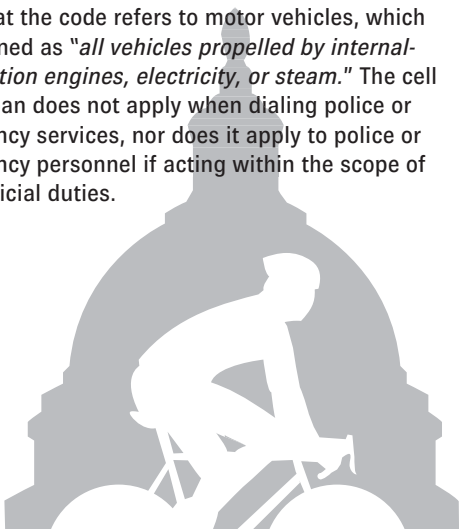 at the code refers to motor vehicles, which
ned as "all vehicles propelled by internal-
tion engines, electricity, or steam." The cell
an does not apply when dialing police or
ncy services, nor does it apply to police or
ncy personnel if acting within the scope of
icial duties.